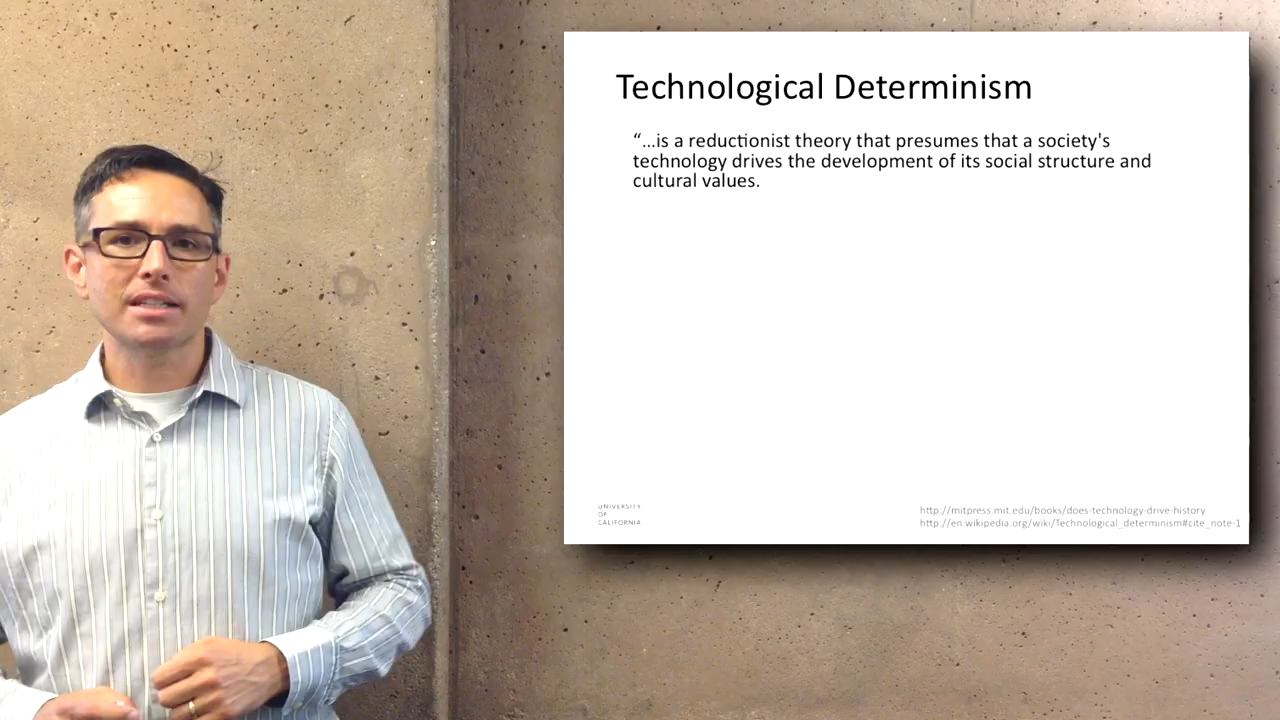 Technological Determinism
“...is a reductionist theory that presumes that a society's
technology drives the development of its social structure and
cultural values.
UNIVERSITY
OF
CALIFORNIA
http://mitpress.mit.edu/books/does-technology-drive-history
http://en.wikipedia.org/wiki/Technological_determinism#cite_note-1